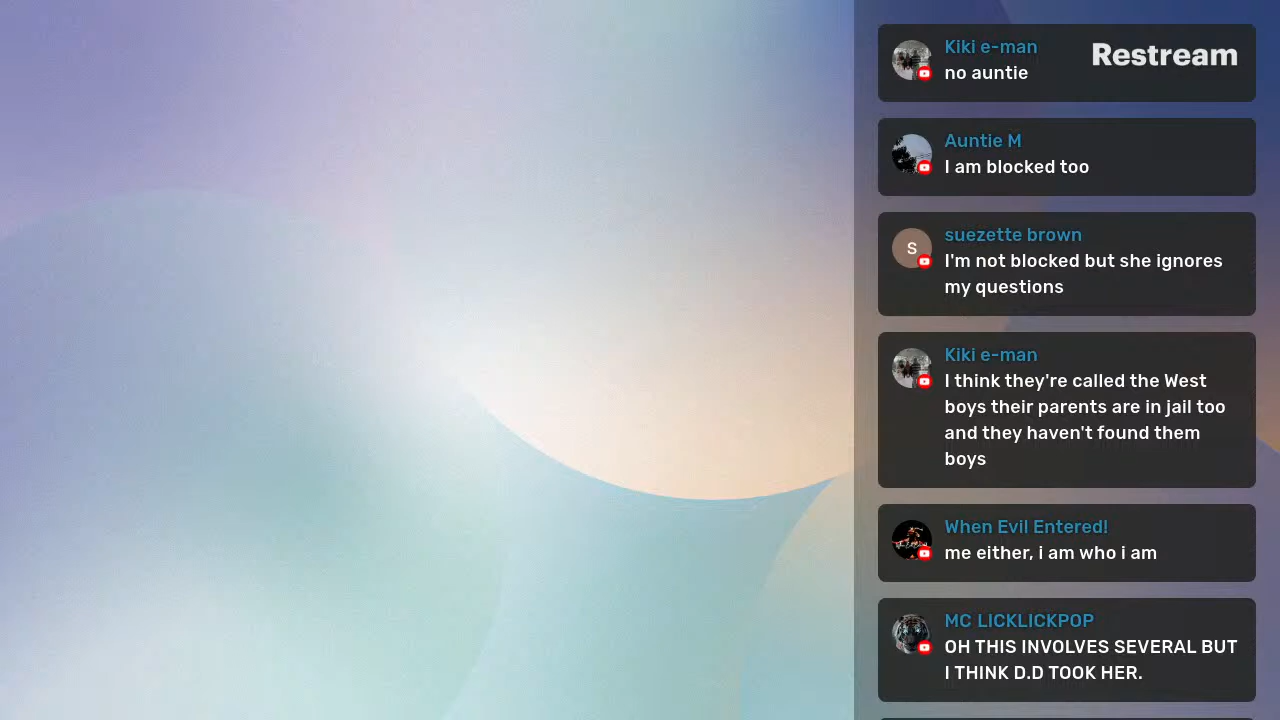 Kiki e-man
Restream
no auntie
Auntie M
I am blocked too
S
suezette brown
I'm not blocked but she ignores
my questions
Kiki e-man
I think they're called the West
boys their parents are in jail too
and they haven't found them
boys
When Evil Entered!
me either, i am who i am
MC LICKLICKPOP
OH THIS INVOLVES SEVERAL BUT
I THINK D.D TOOK HER.